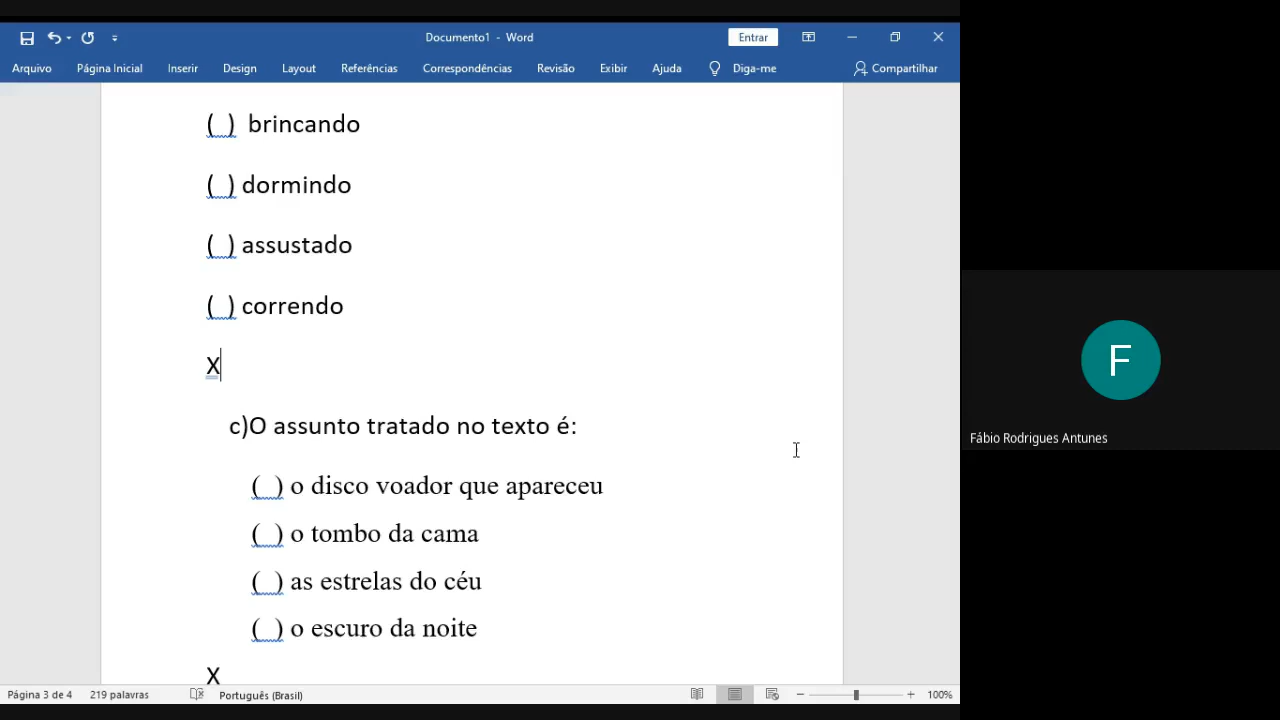 Documento1 - Word
Entrar
Arquivo Página Inicial Inserir Design Layout Referências Correspondências Revisão Exibir Ajuda Diga-me Compartilhar
( ) brincando
( ) dormindo
( ) assustado
( ) correndo
X
c)O assunto tratado no texto é:
( ) o disco voador que apareceu
( ) o tombo da cama
( ) as estrelas do céu
( ) o escuro da noite
X
Página 3 de 4 219 palavras Português (Brasil) 100%
F
Fábio Rodrigues Antunes